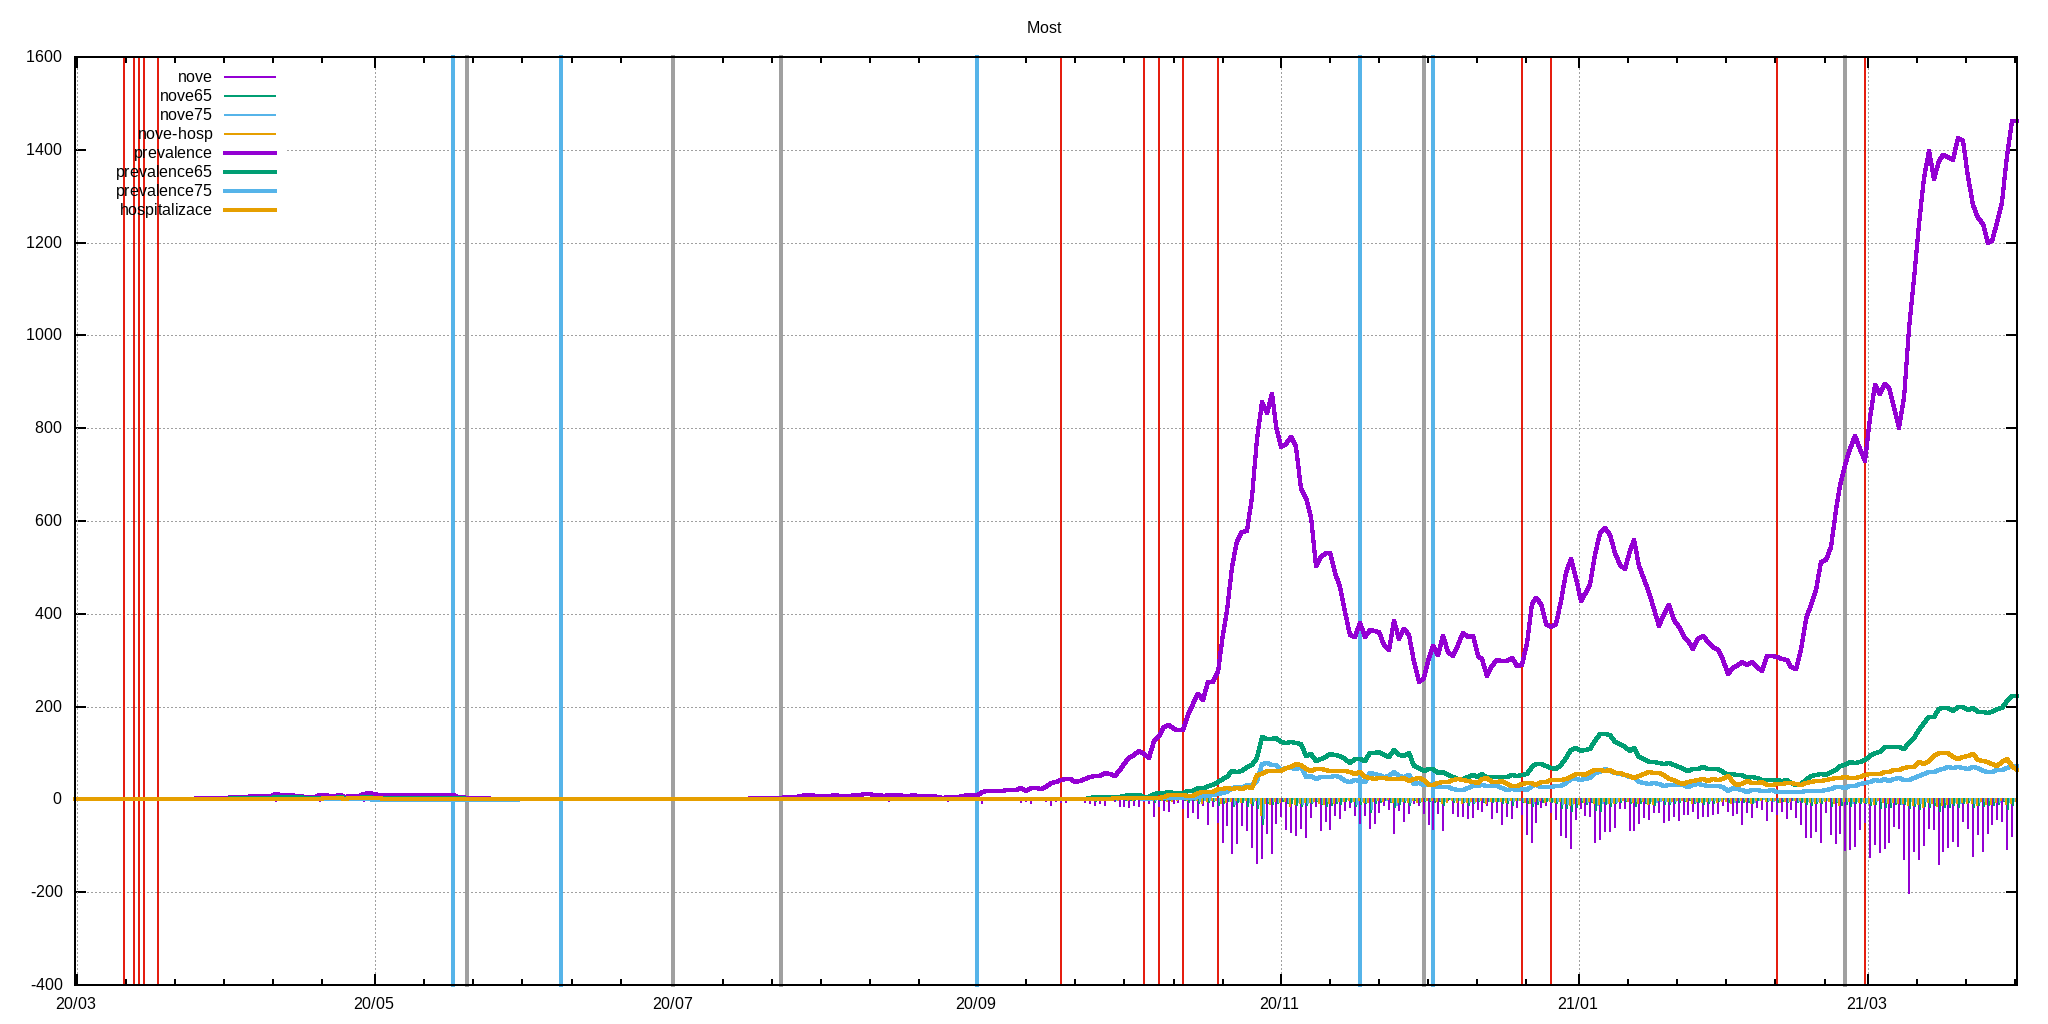 Most
1600
1400
1200
1000
800
600
400
200
0
-200
-400
nove
nove65
nove75
nove-hosp
prevalence
prevalence65
prevalence75
hospitalizace
20/03 20/05 20/07 20/09 20/11 21/01 21/03